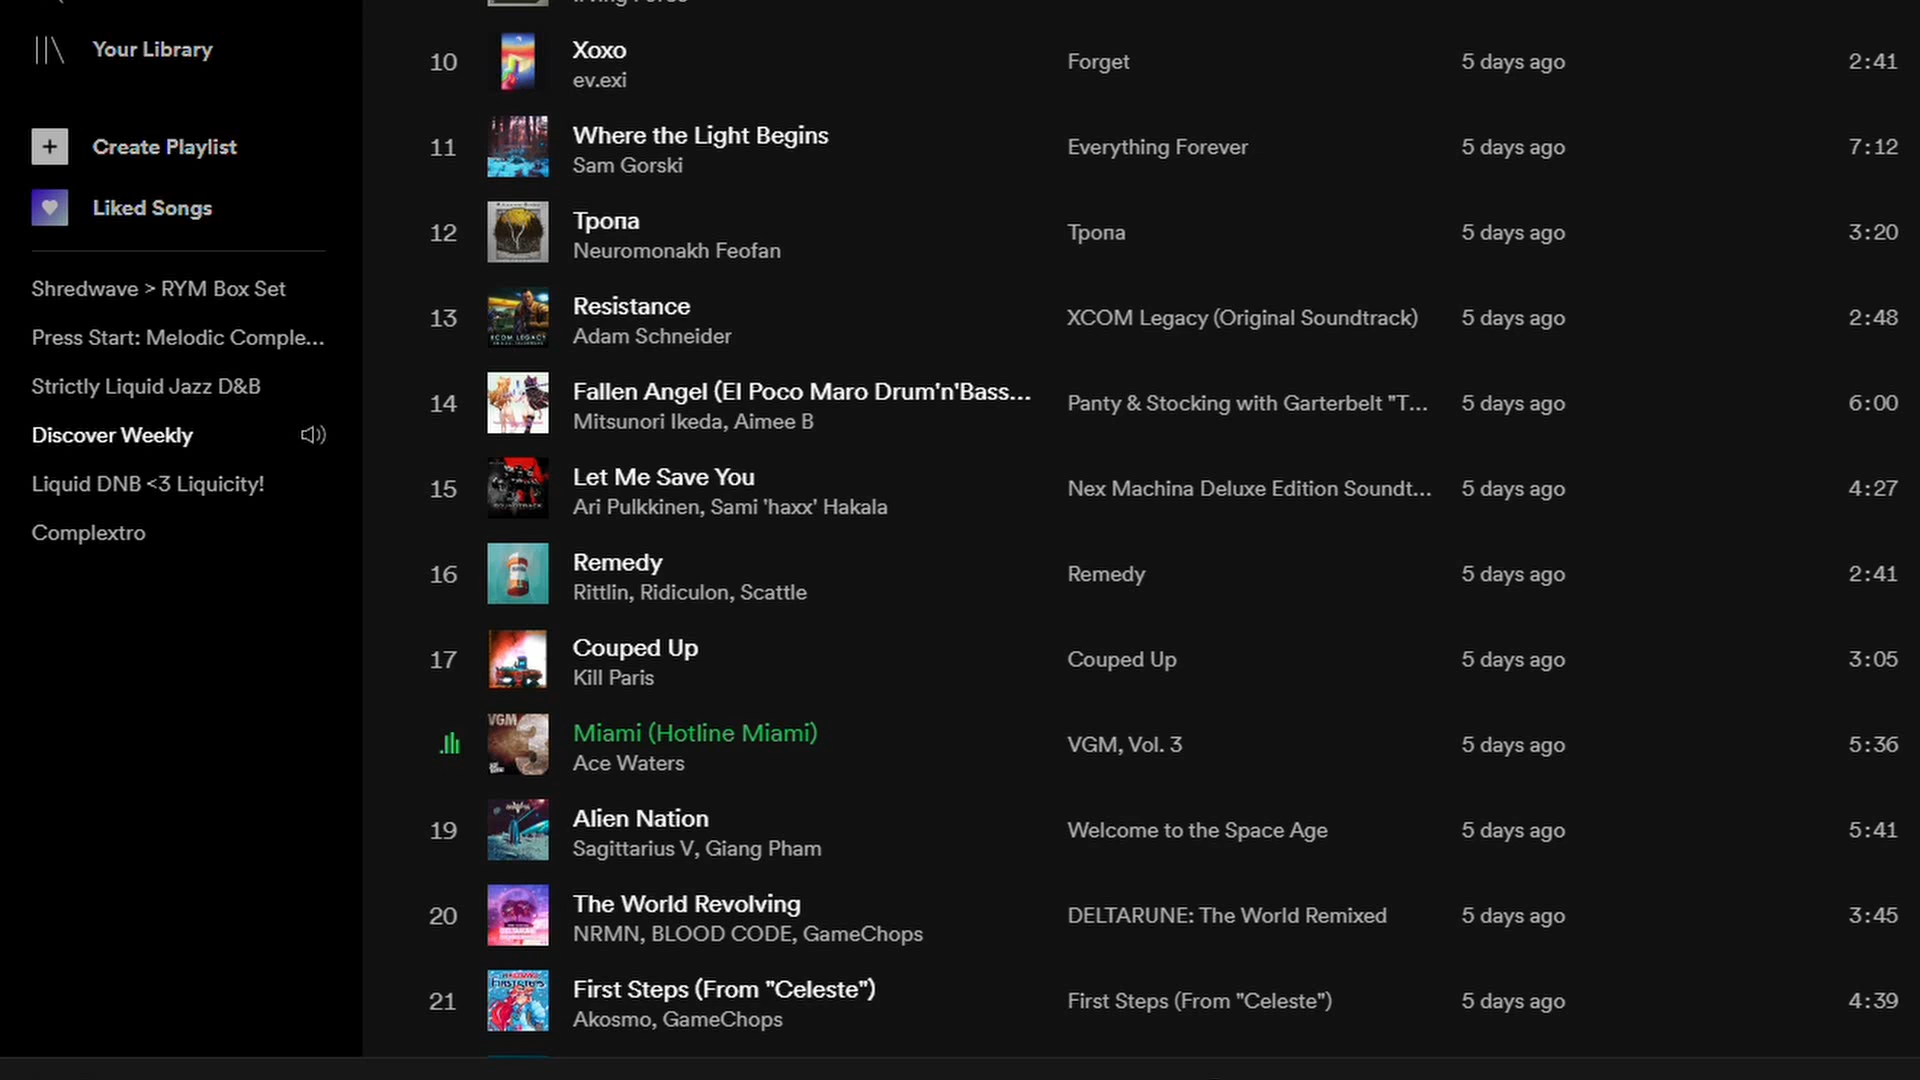 Your Library
Create Playlist
Liked Songs
Shredwave > RYM Box Set
Press Start: Melodic Comple...
Strictly Liquid Jazz D&B
Discover Weekly
Liquid DNB <3 Liquicity!
Complextro
10 Xoxo Forget 5 days ago 2:41
ev.exi
11 Where the Light Begins Everything Forever 5 days ago 7:12
Sam Gorski
12 Тропа Тропа 5 days ago 3:20
Neuromonakh Feofan
13 Resistance XCOM Legacy (Original Soundtrack) 5 days ago 2:48
Adam Schneider
14 Fallen Angel (El Poco Maro Drum'n'Bass... Panty & Stocking with Garterbelt "T... 5 days ago 6:00
Mitsunori Ikeda, Aimee B
15 Let Me Save You Nex Machina Deluxe Edition Soundt... 5 days ago 4:27
Ari Pulkkinen, Sami 'haxx' Hakala
16 Remedy Remedy 5 days ago 2:41
Rittlin, Ridiculon, Scattle
17 Couped Up Couped Up 5 days ago 3:05
Kill Paris
VGM 3
Miami (Hotline Miami) VGM, Vol. 3 5 days ago 5:36
Ace Waters
19 Alien Nation Welcome to the Space Age 5 days ago 5:41
Sagittarius V, Giang Pham
20 The World Revolving DELTARUNE: The World Remixed 5 days ago 3:45
NRMN, BLOOD CODE, GameChops
21 First Steps (From "Celeste") First Steps (From "Celeste") 5 days ago 4:39
Akosmo, GameChops